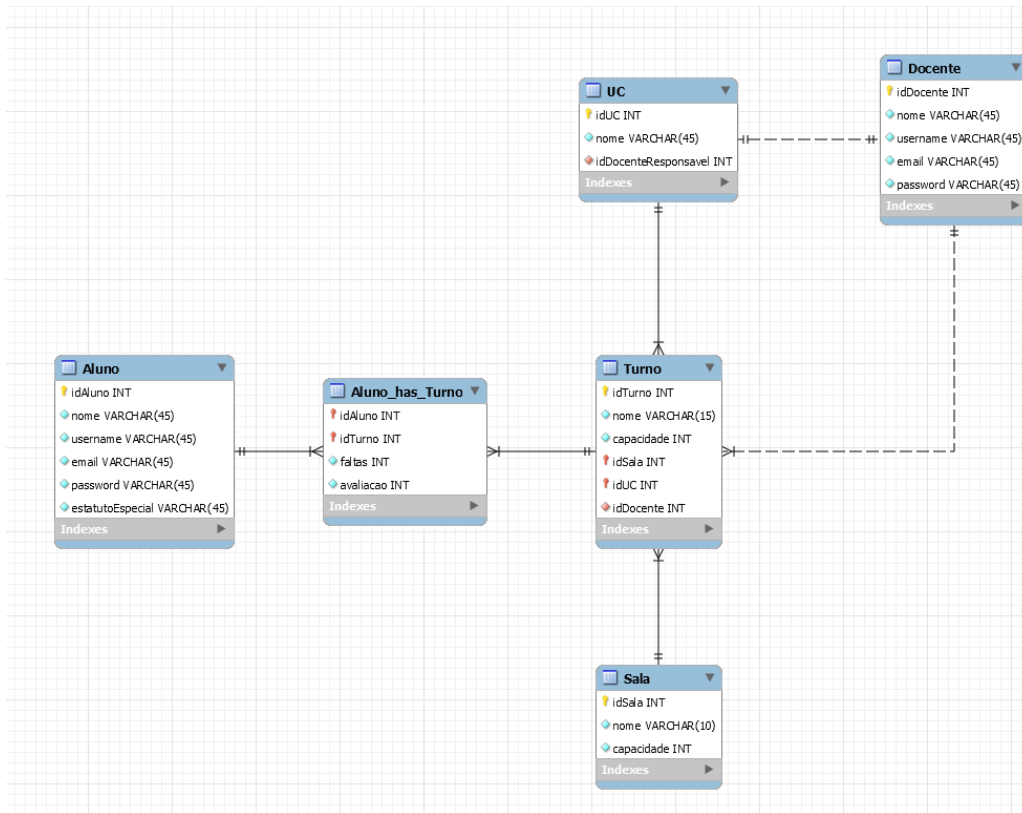 Docente
idDocente INT
nome VARCHAR(45)
username VARCHAR(45)
email VARCHAR(45)
password VARCHAR(45)
Indexes
UC
idUC INT
nome VARCHAR(45)
idDocenteResponsavel INT
Indexes
Aluno
idAluno INT
nome VARCHAR(45)
username VARCHAR(45)
email VARCHAR(45)
password VARCHAR(45)
estatutoEspecial VARCHAR(45)
Indexes
Aluno_has_Turno
idAluno INT
idTurno INT
faltas INT
avaliacao INT
Indexes
Turno
idTurno INT
nome VARCHAR(15)
capacidade INT
idSala INT
idUC INT
idDocente INT
Indexes
Sala
idSala INT
nome VARCHAR(10)
capacidade INT
Indexes